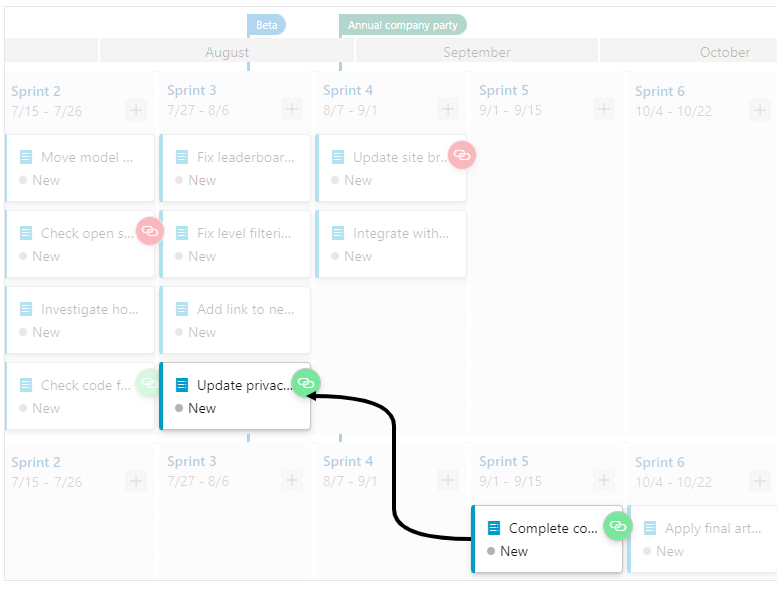 Beta
Annual company party
August
September
October
Sprint 2
Sprint 3
Sprint 4
Sprint 5
Sprint 6
7/15 - 7/26
7/27 - 8/6
8/7 - 9/1
9/1 - 9/15
10/4 - 10/22
Move model ...
Fix leaderboar...
Update site br...
New
New
New
Check open s...
Fix level filteri...
Integrate with...
New
New
New
Investigate ho...
Add link to ne...
New
New
Check code f...
Update privac...
New
New
Sprint 2
Sprint 3
Sprint 4
Sprint 5
Sprint 6
7/15 - 7/26
7/27 - 8/6
8/7 - 9/1
9/1 - 9/15
10/4 - 10/22
Complete co...
Apply final art...
New
New